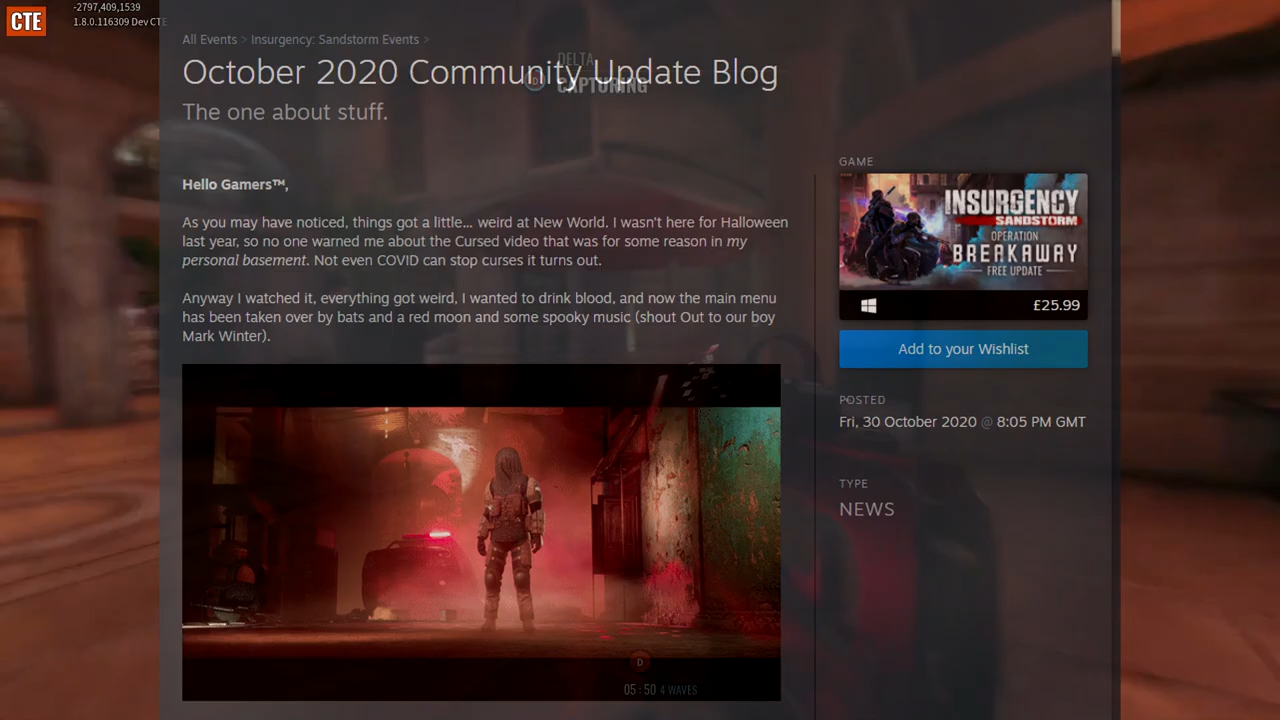 CTE
-2797,409,1539
1.8.0.116309 Dev CTE
All Events > Insurgency: Sandstorm Events >
DELTA
October 2020 Community Update Blog
D CAPTURING
The one about stuff.
Hello Gamers™,
As you may have noticed, things got a little... weird at New World. I wasn't here for Halloween
last year, so no one warned me about the Cursed video that was for some reason in my
personal basement. Not even COVID can stop curses it turns out.
Anyway I watched it, everything got weird, I wanted to drink blood, and now the main menu
has been taken over by bats and a red moon and some spooky music (shout Out to our boy
Mark Winter).
D
05:50 4 WAVES
GAME
INSURGENCY
SANDSTORM
OPERATION
BREAKAWAY
FREE UPDATE
£25.99
Add to your Wishlist
POSTED
Fri, 30 October 2020 @ 8:05 PM GMT
TYPE
NEWS